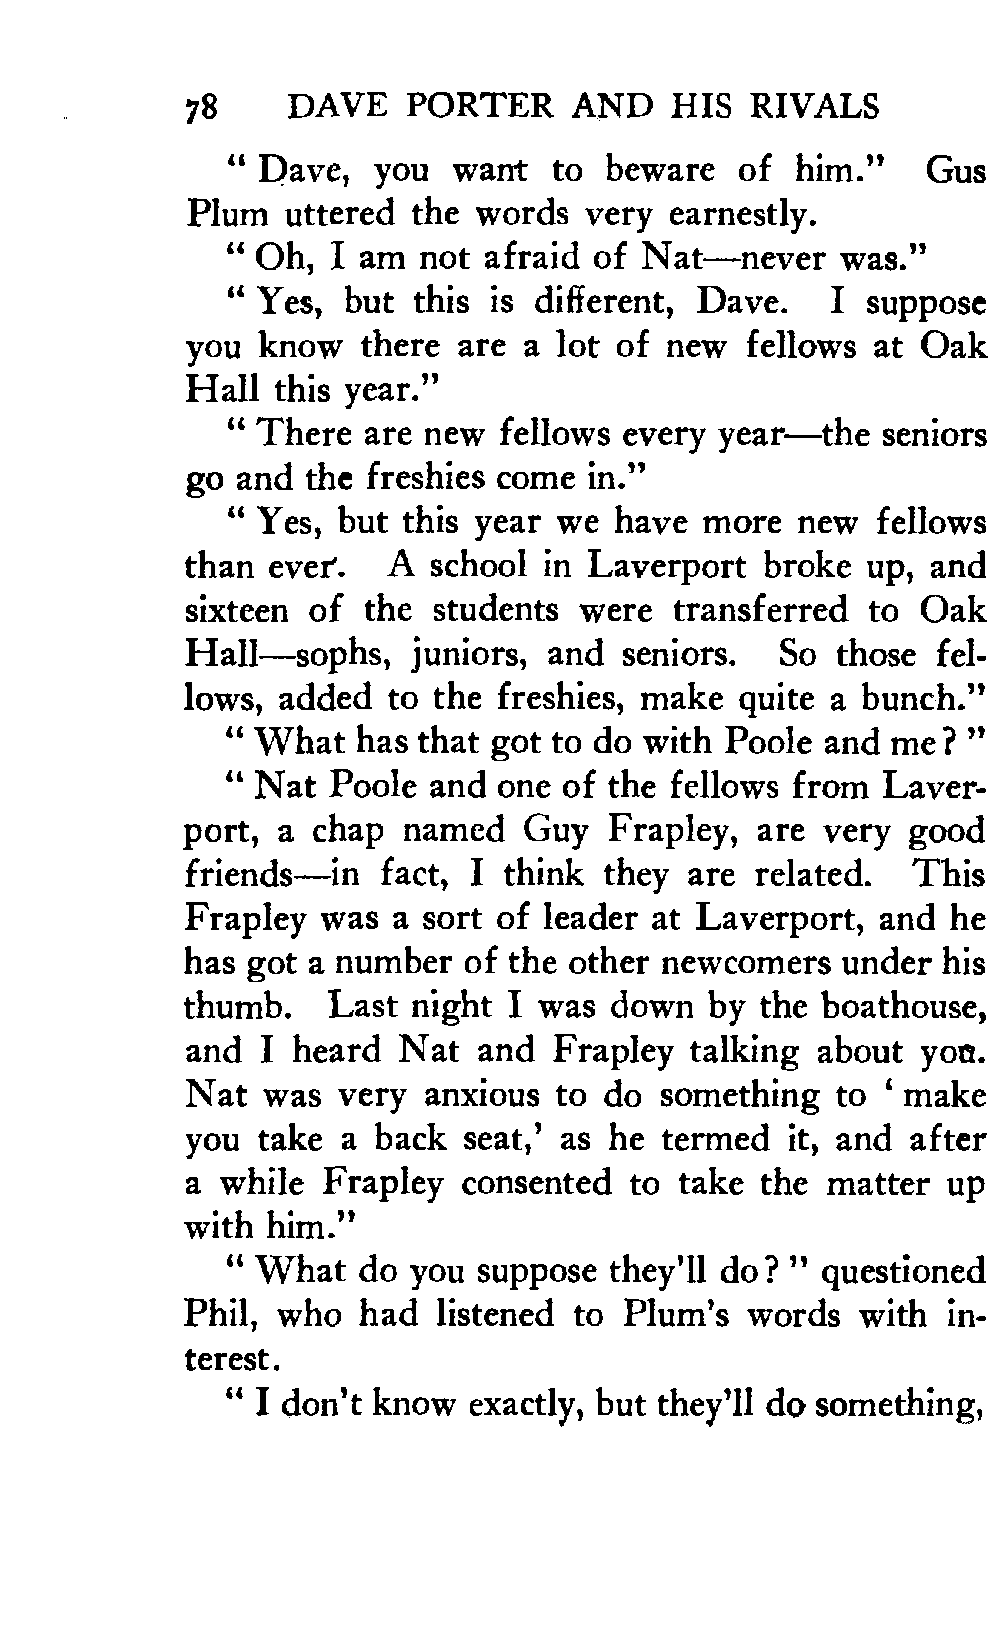 78 DAVE PORTER AND HIS RIVALS
" Dave, you want to beware of him." Gus
Plum uttered the words very earnestly.
" Oh, I am not afraid of Nat—never was."
" Yes, but this is different, Dave. I suppose
you know there are a lot of new fellows at Oak
Hall this year."
" There are new fellows every year—the seniors
go and the freshies come in."
" Yes, but this year we have more new fellows
than ever. A school in Laverport broke up, and
sixteen of the students were transferred to Oak
Hall—sophs, juniors, and seniors. So those fel-
lows, added to the freshies, make quite a bunch."
" What has that got to do with Poole and me? "
" Nat Poole and one of the fellows from Laver-
port, a chap named Guy Frapley, are very good
friends—in fact, I think they are related. This
Frapley was a sort of leader at Laverport, and he
has got a number of the other newcomers under his
thumb. Last night I was down by the boathouse,
and I heard Nat and Frapley talking about you.
Nat was very anxious to do something to ' make
you take a back seat,' as he termed it, and after
a while Frapley consented to take the matter up
with him."
" What do you suppose they'll do? " questioned
Phil, who had listened to Plum's words with in-
terest.
" I don't know exactly, but they'll do something,